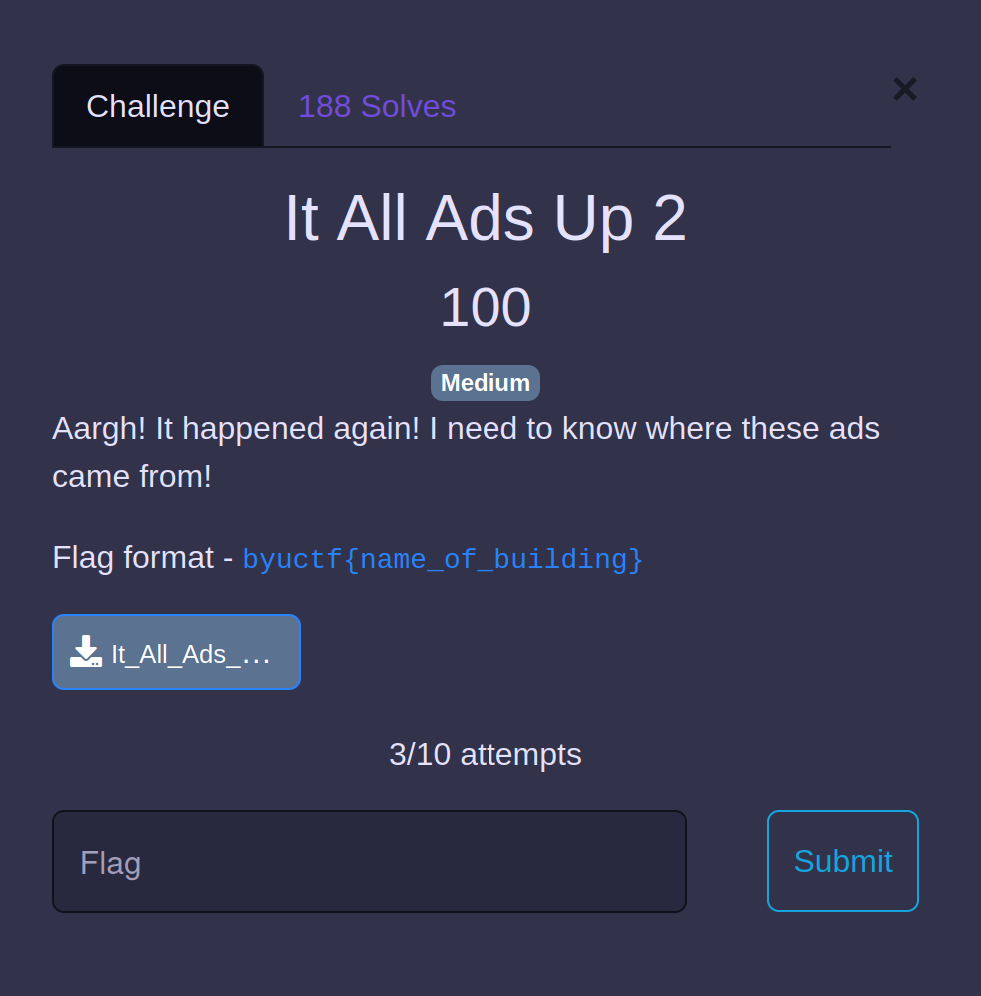 Challenge
188 Solves
×
It All Ads Up 2
100
Medium
Aargh! It happened again! I need to know where these ads
came from!
Flag format - byuctf{name_of_building}
It_All_Ads_...
3/10 attempts
Flag
Submit